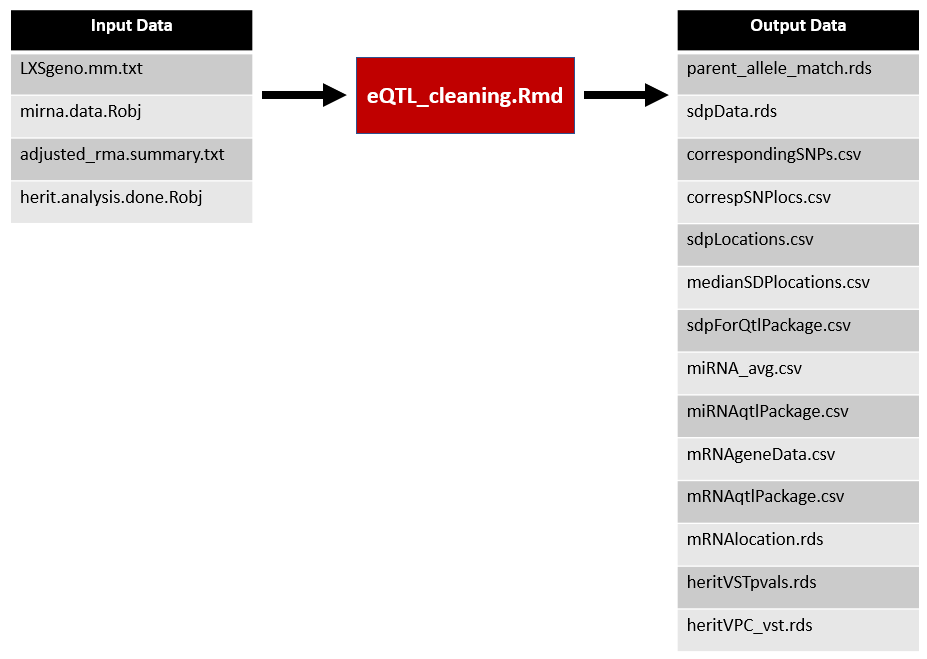 Input Data
LXSgeno.mm.txt
mirna.data.Robj
adjusted_rma.summary.txt
herit.analysis.done.Robj
eQTL_cleaning.Rmd
Output Data
parent_allele_match.rds
sdpData.rds
correspondingSNPs.csv
correspSNPlocs.csv
sdpLocations.csv
medianSDPlocations.csv
sdpForQtlPackage.csv
miRNA_avg.csv
miRNAqtlPackage.csv
mRNAgeneData.csv
mRNAqtlPackage.csv
mRNAlocation.rds
heritVSTpvals.rds
heritVPC_vst.rds